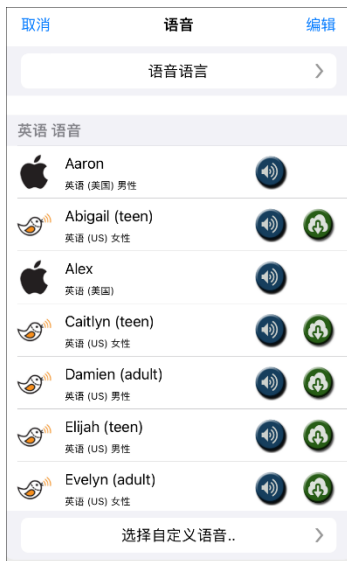 取消 语音 编辑
语音语言
英语 语音
Aaron
英语 (美国) 男性
Abigail (teen)
英语 (US) 女性
Alex
英语 (美国)
Caitlyn (teen)
英语 (US) 女性
Damien (adult)
英语 (US) 男性
Elijah (teen)
英语 (US) 男性
Evelyn (adult)
英语 (US) 女性
选择自定义语音..